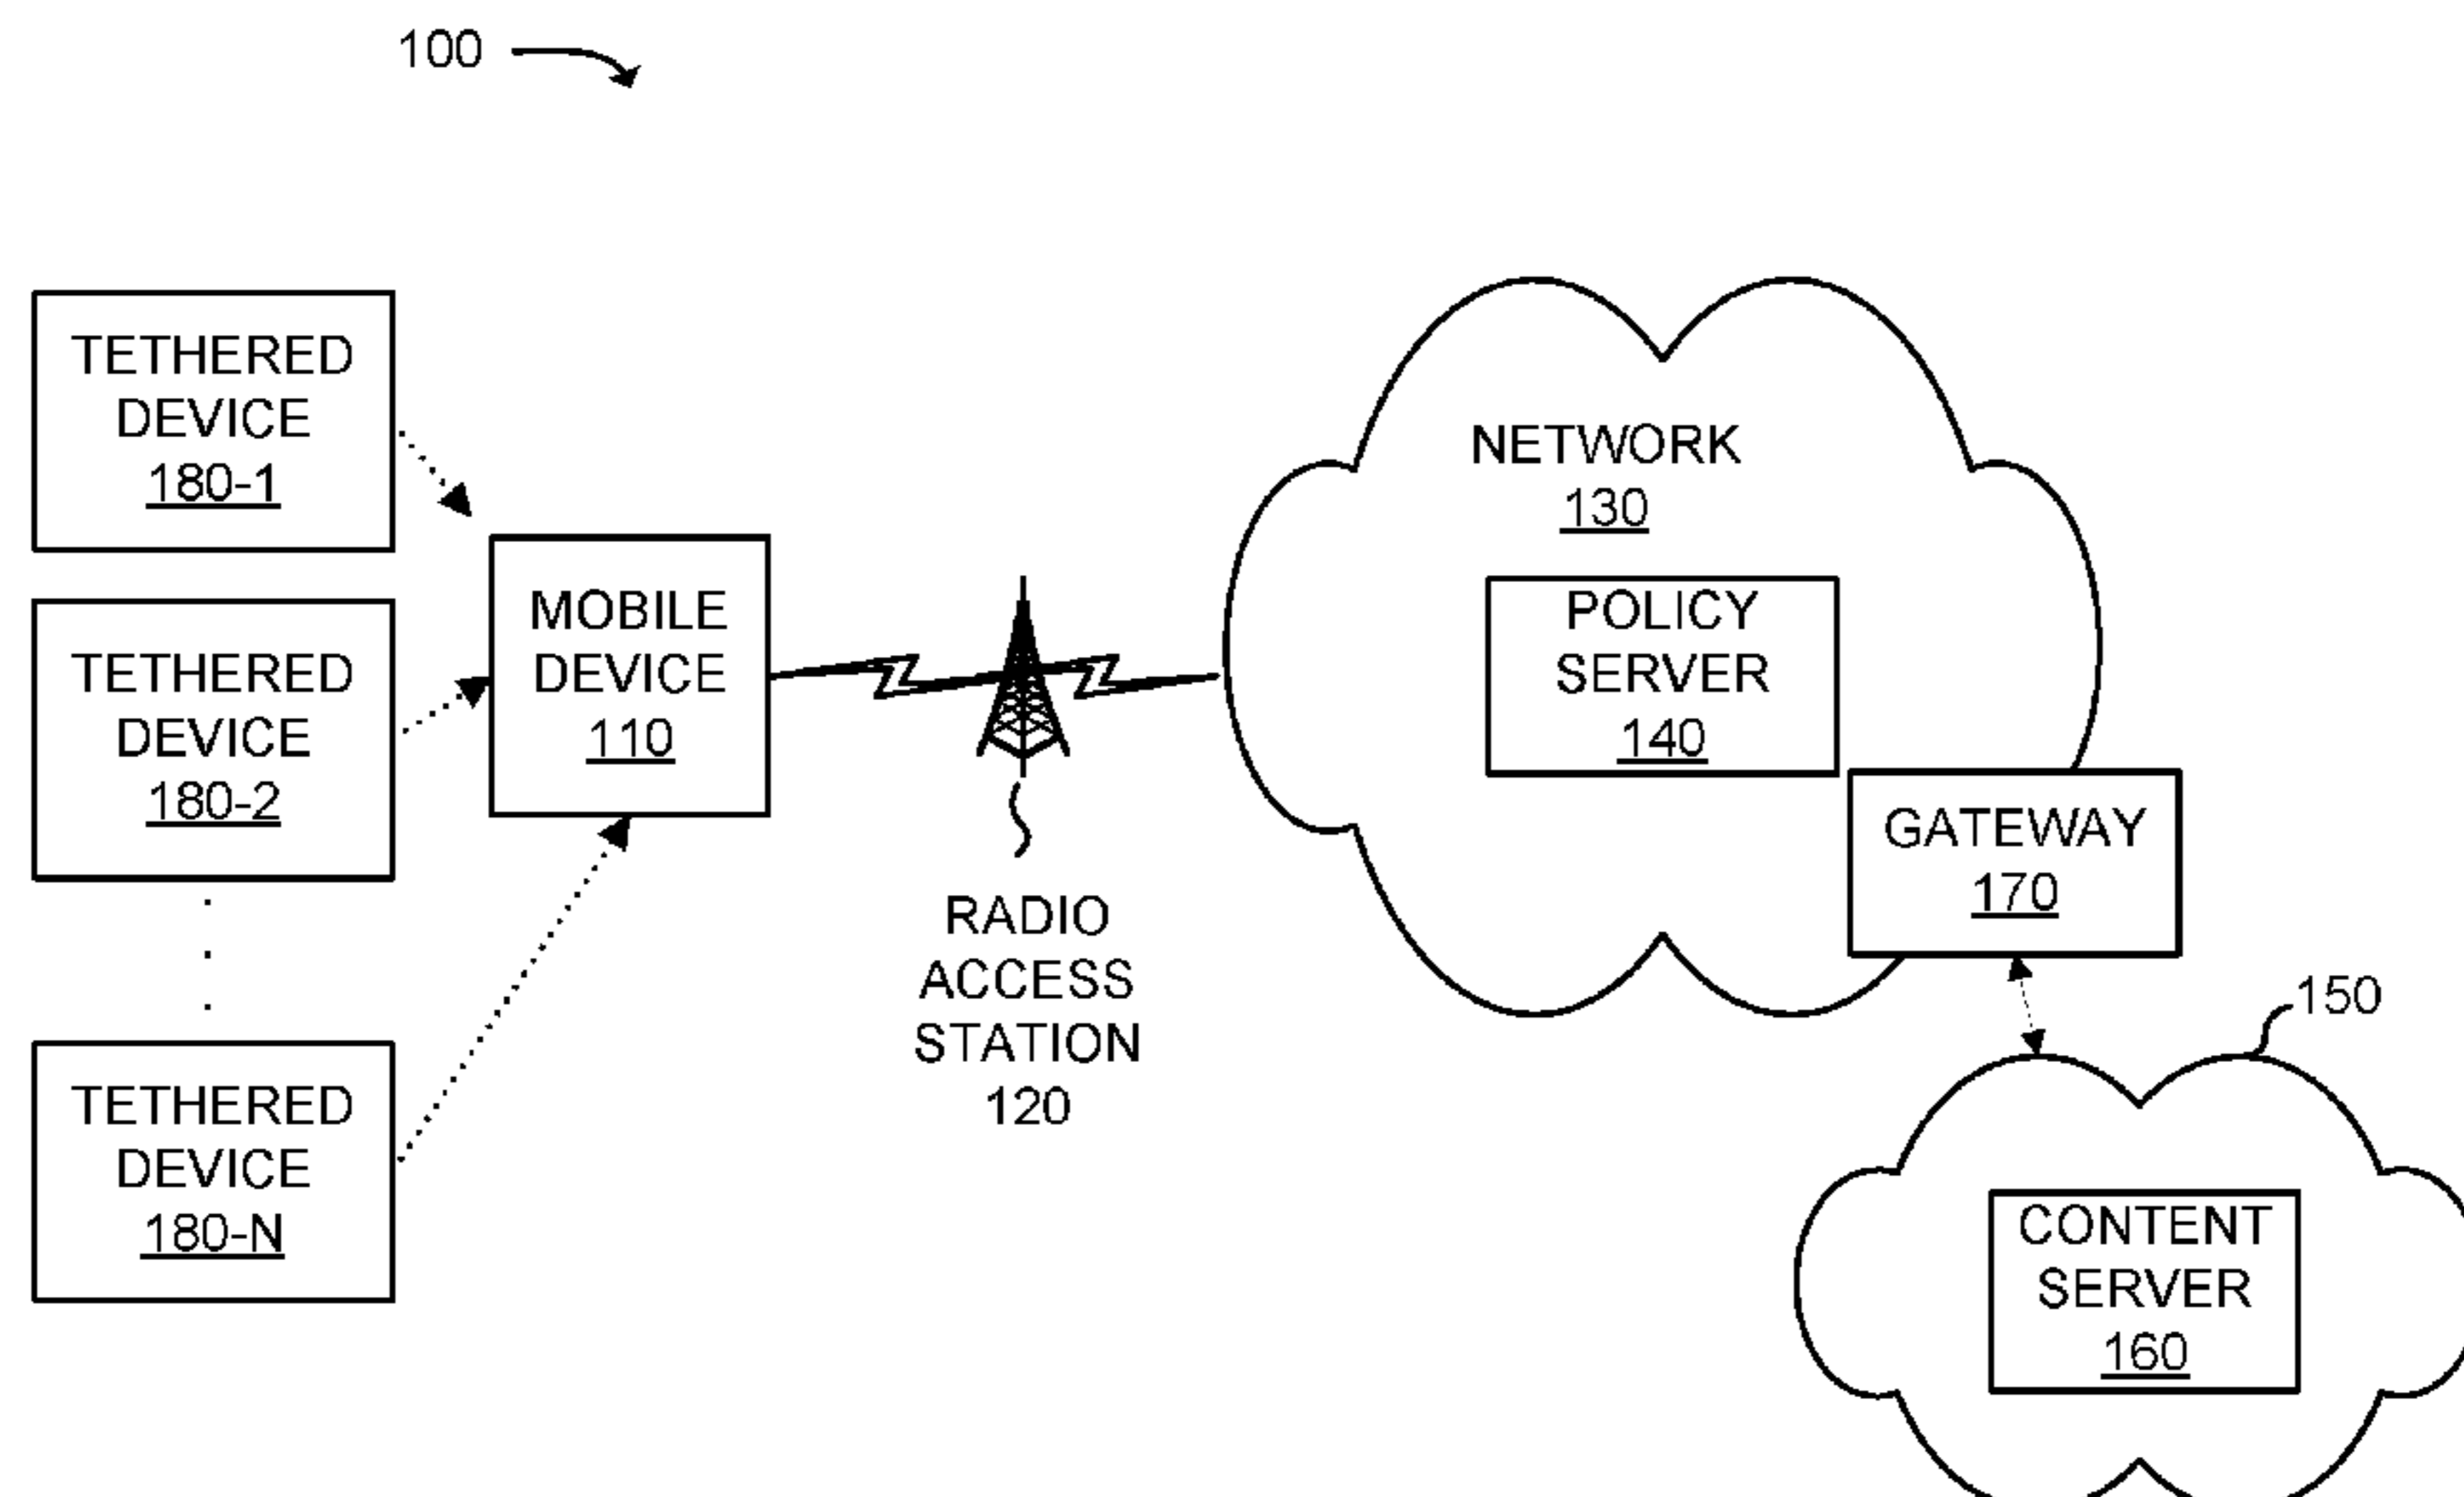 100
TETHERED
DEVICE
180-1
TETHERED
DEVICE
180-2
TETHERED
DEVICE
180-N
MOBILE
DEVICE
110
RADIO
ACCESS
STATION
120
NETWORK
130
POLICY
SERVER
140
GATEWAY
170
150
CONTENT
SERVER
160